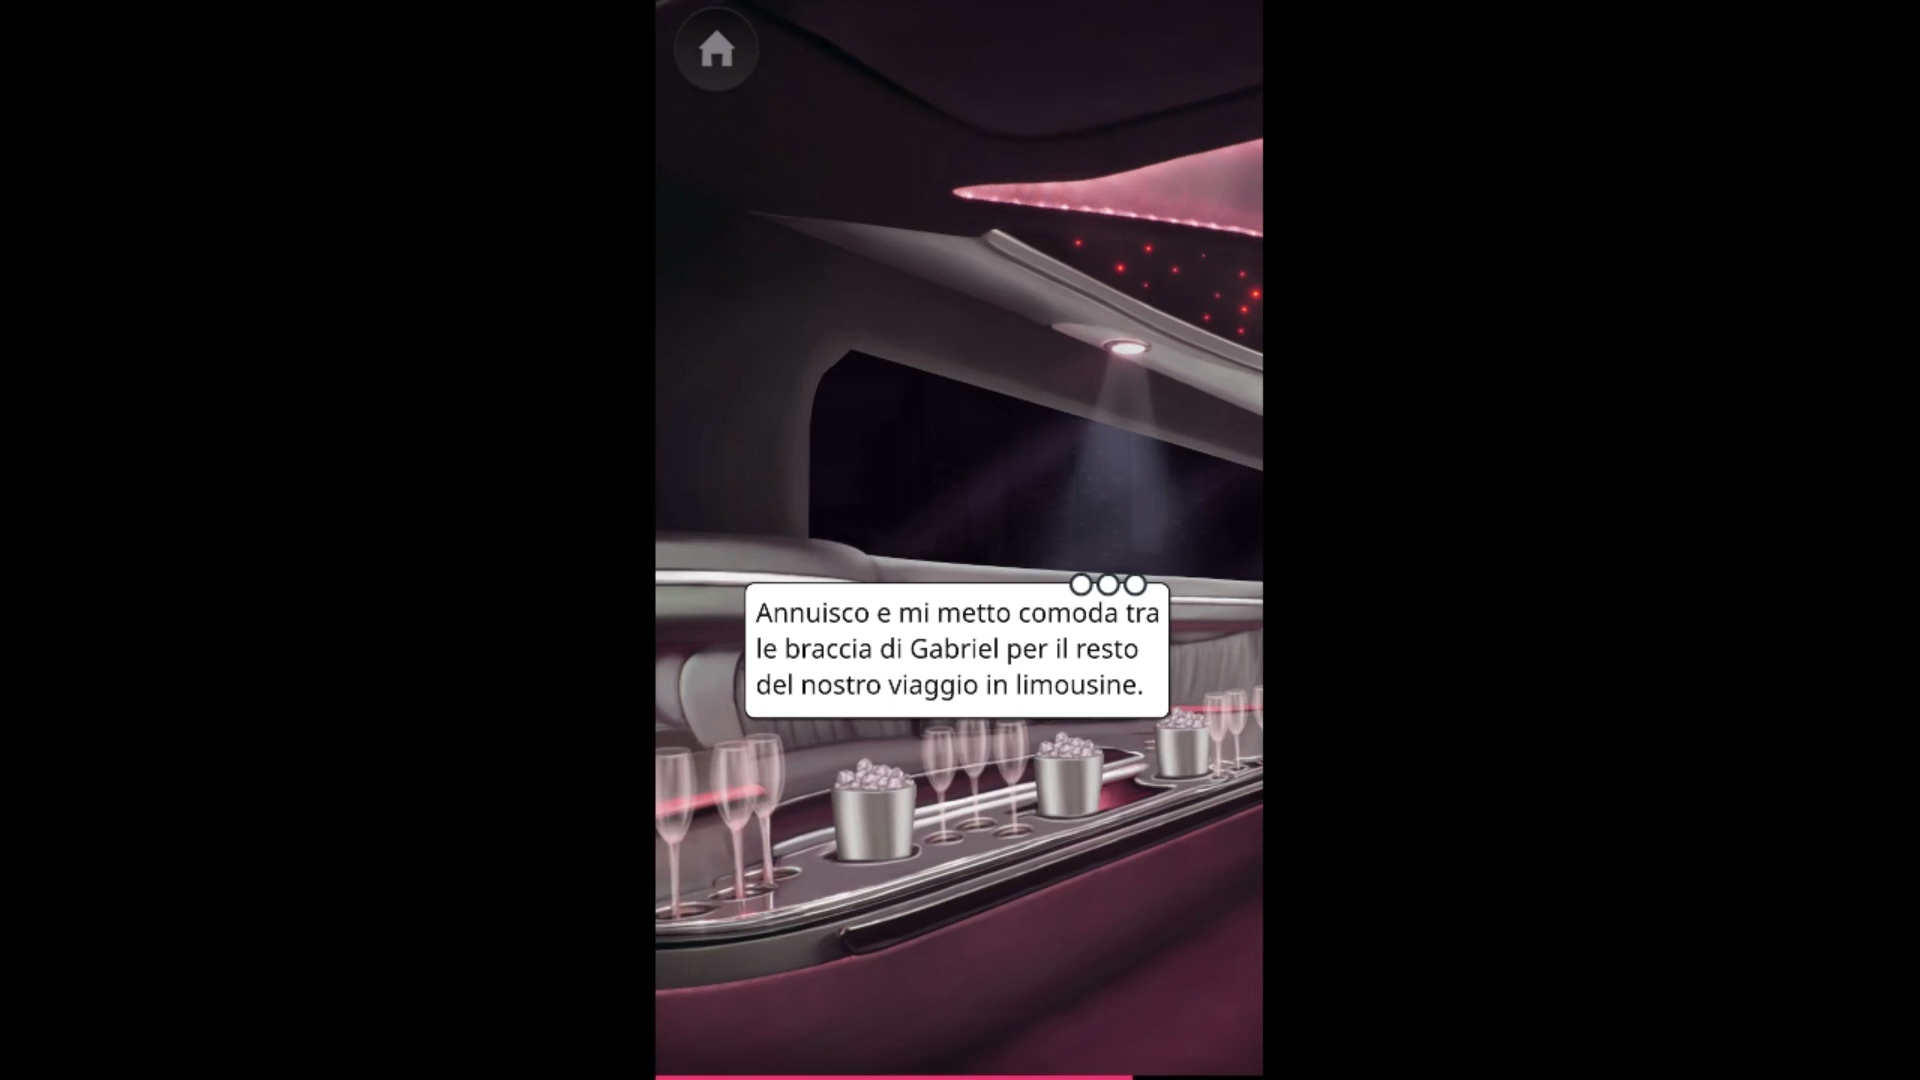 Annuisco e mi metto comoda tra
le braccia di Gabriel per il resto
del nostro viaggio in limousine.